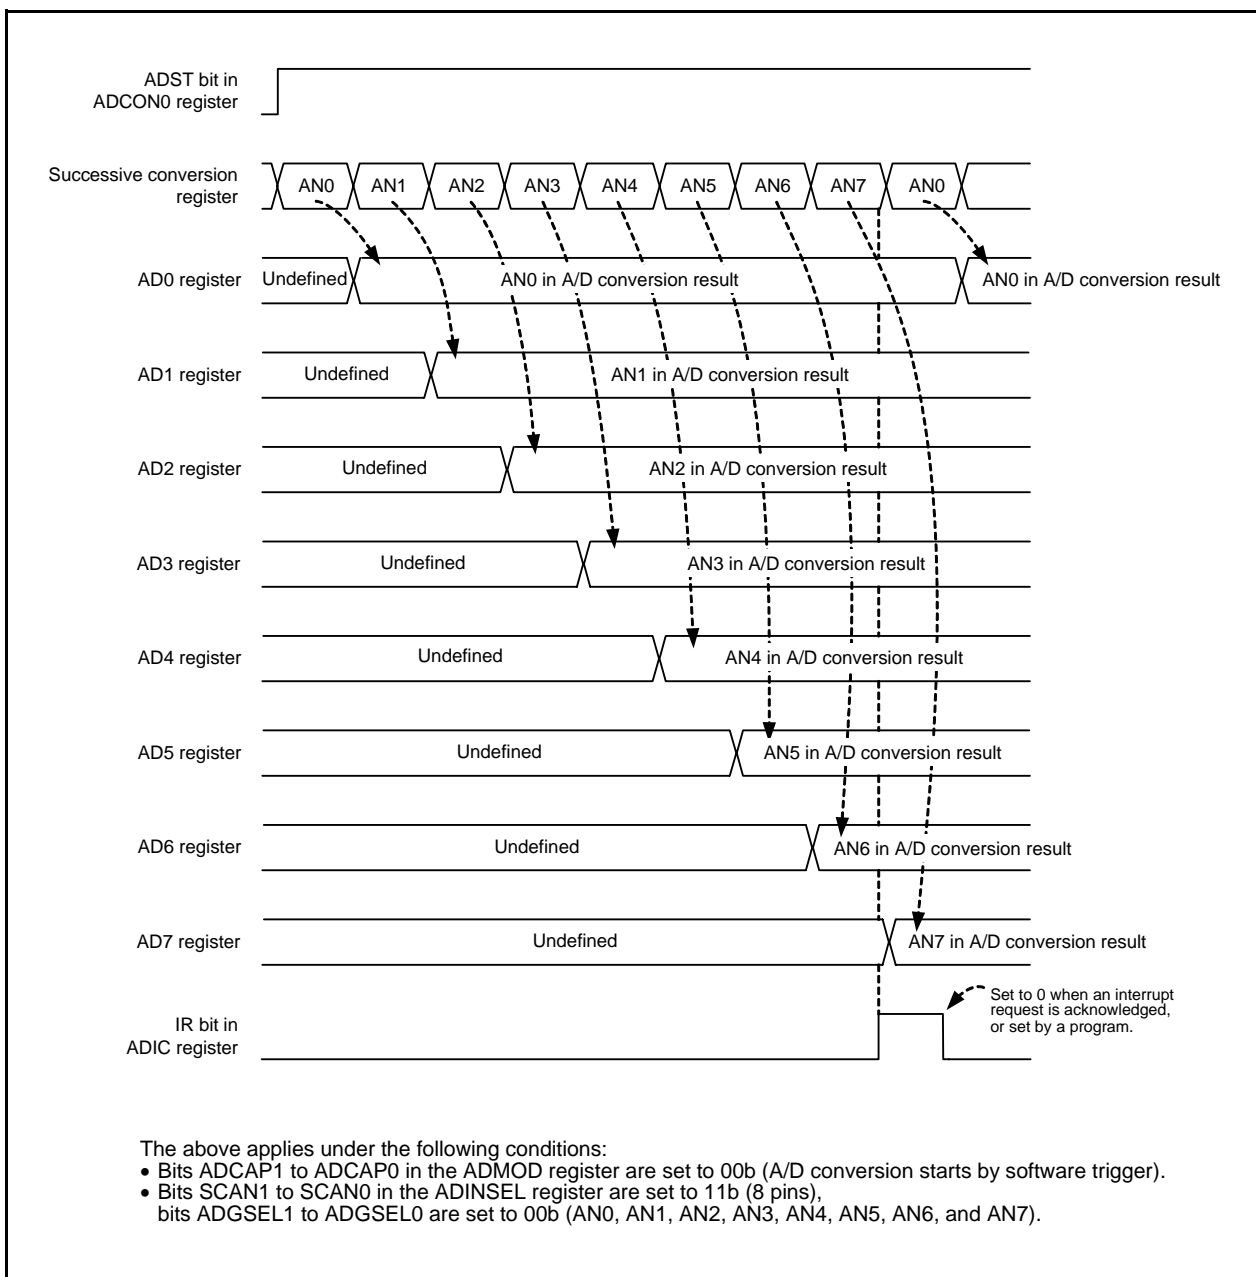 ADST bit in
ADCON0 register
Successive conversion
register
AN0 AN1 AN2 AN3 AN4 AN5 AN6 AN7 AN0
AD0 register
Undefined AN0 in A/D conversion result AN0 in A/D conversion result
AD1 register
Undefined AN1 in A/D conversion result
AD2 register
Undefined AN2 in A/D conversion result
AD3 register
Undefined AN3 in A/D conversion result
AD4 register
Undefined AN4 in A/D conversion result
AD5 register
Undefined AN5 in A/D conversion result
AD6 register
Undefined AN6 in A/D conversion result
AD7 register
Undefined AN7 in A/D conversion result
IR bit in
ADIC register
Set to 0 when an interrupt
request is acknowledged,
or set by a program.
The above applies under the following conditions:
• Bits ADCAP1 to ADCAP0 in the ADMOD register are set to 00b (A/D conversion starts by software trigger).
• Bits SCAN1 to SCAN0 in the ADINSEL register are set to 11b (8 pins),
bits ADGSEL1 to ADGSEL0 are set to 00b (AN0, AN1, AN2, AN3, AN4, AN5, AN6, and AN7).